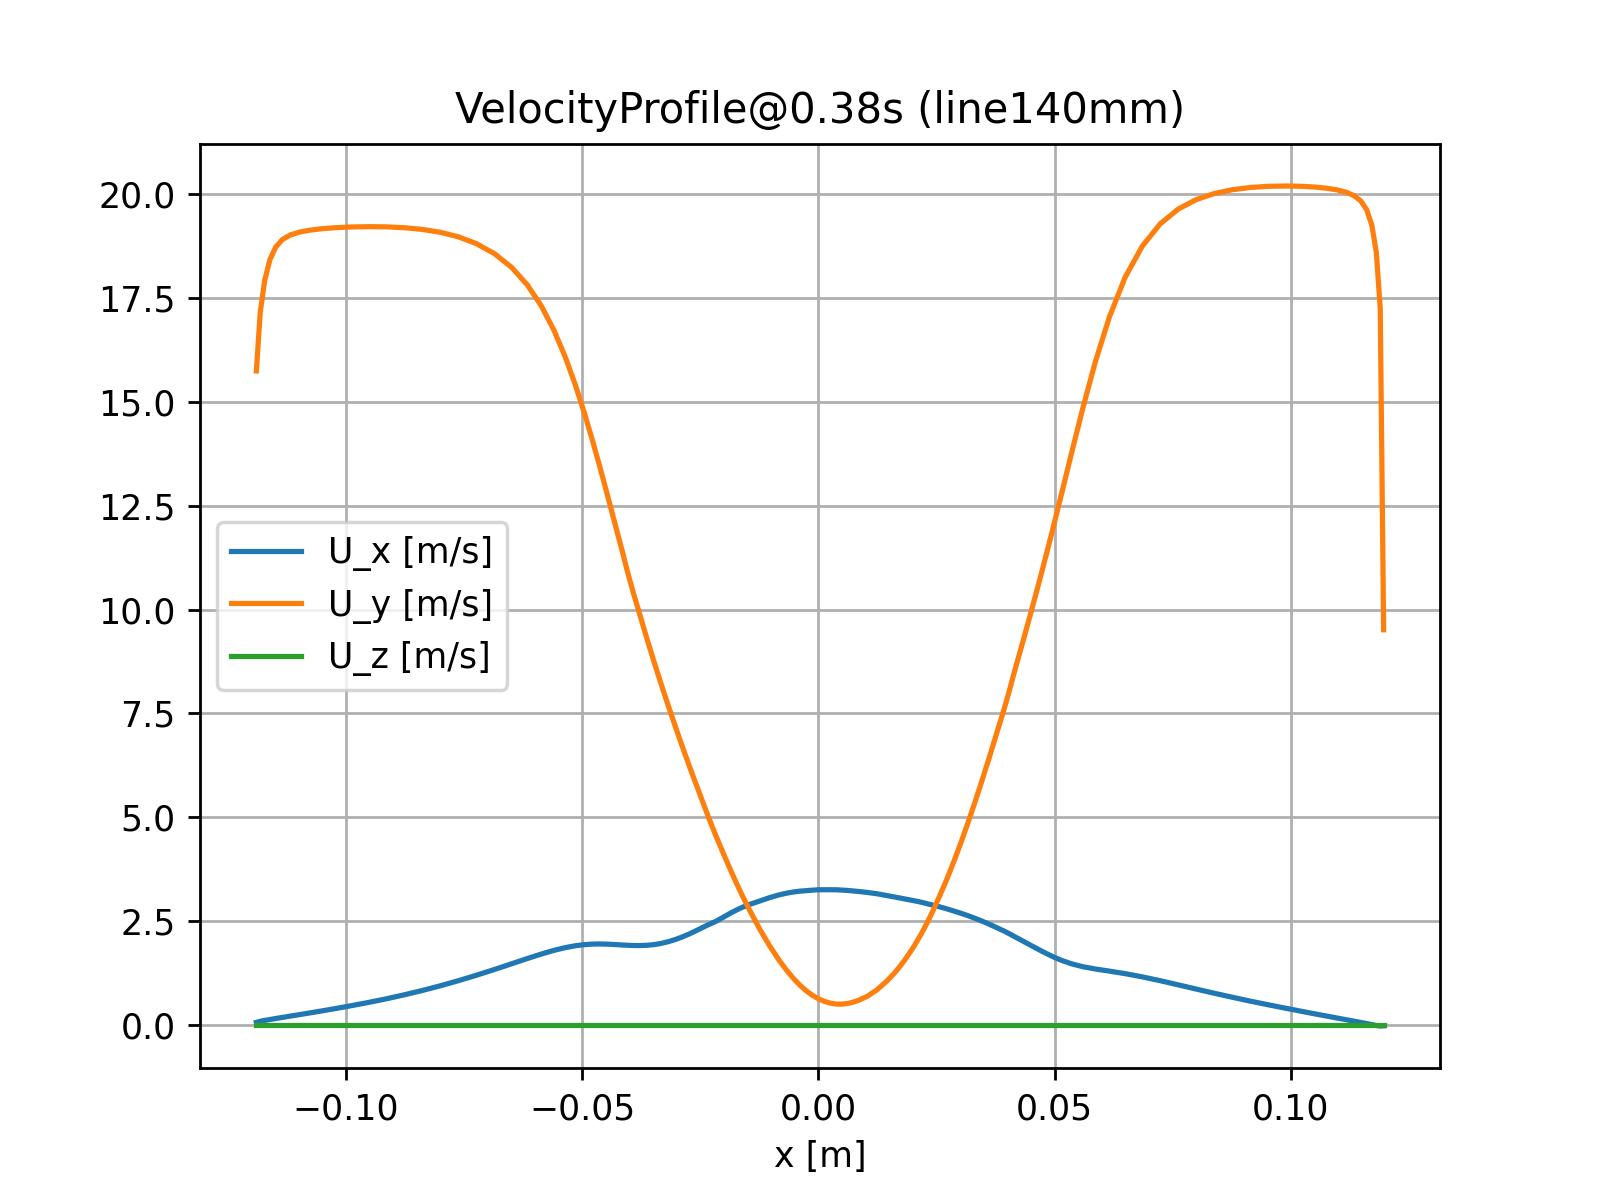 VelocityProfile@0.38s (line140mm)
20.0
17.5
15.0
12.5
10.0
7.5
5.0
2.5
0.0
U_x [m/s]
U_y [m/s]
U_z [m/s]
−0.10 −0.05 0.00 0.05 0.10
x [m]